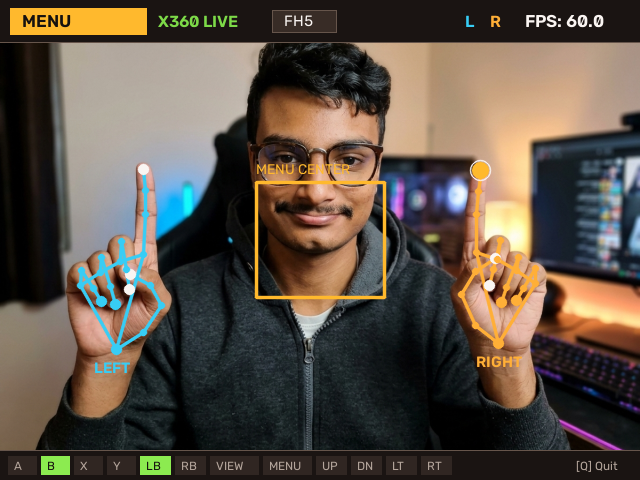 MENU X360 LIVE FH5 L R FPS: 60.0
MENU CENTER
LEFT
RIGHT
A B X Y LB RB VIEW MENU UP DN LT RT [Q] Quit